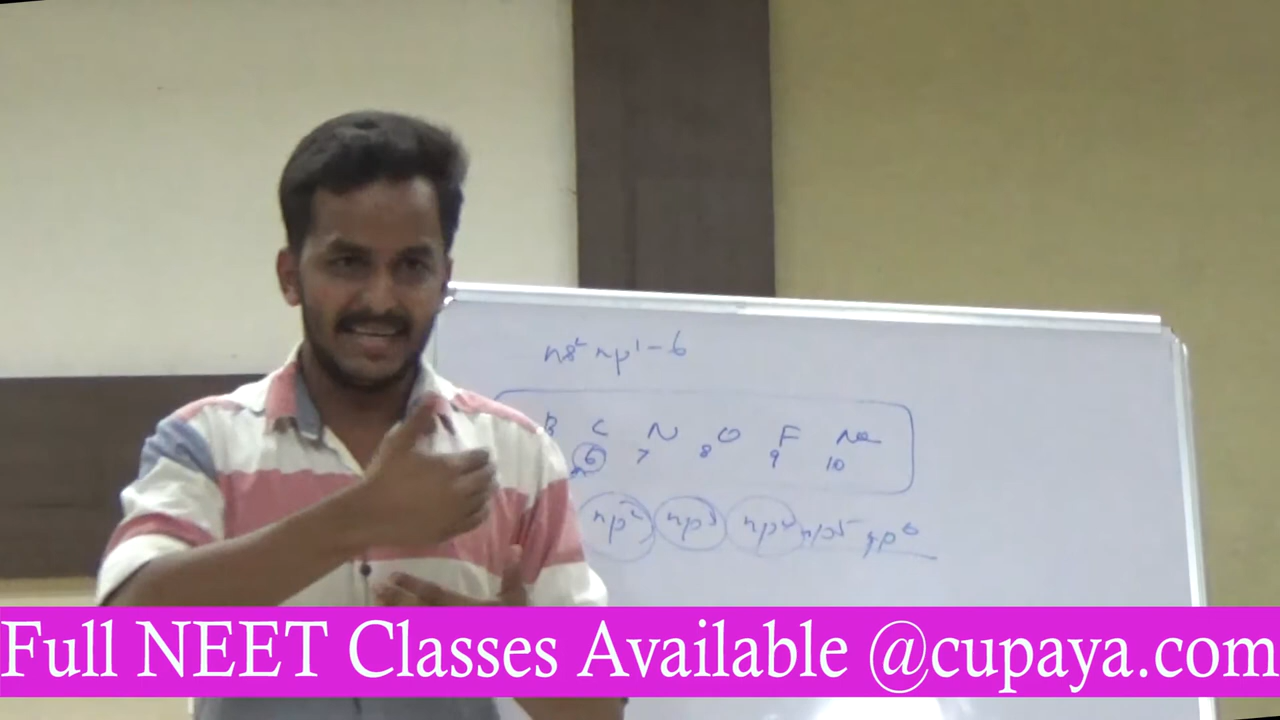 ns² np¹⁻⁶
B C N O F Ne
6 7 8 9 10
np² np³ np⁴ np⁵ np⁶
Full NEET Classes Available @cupaya.com